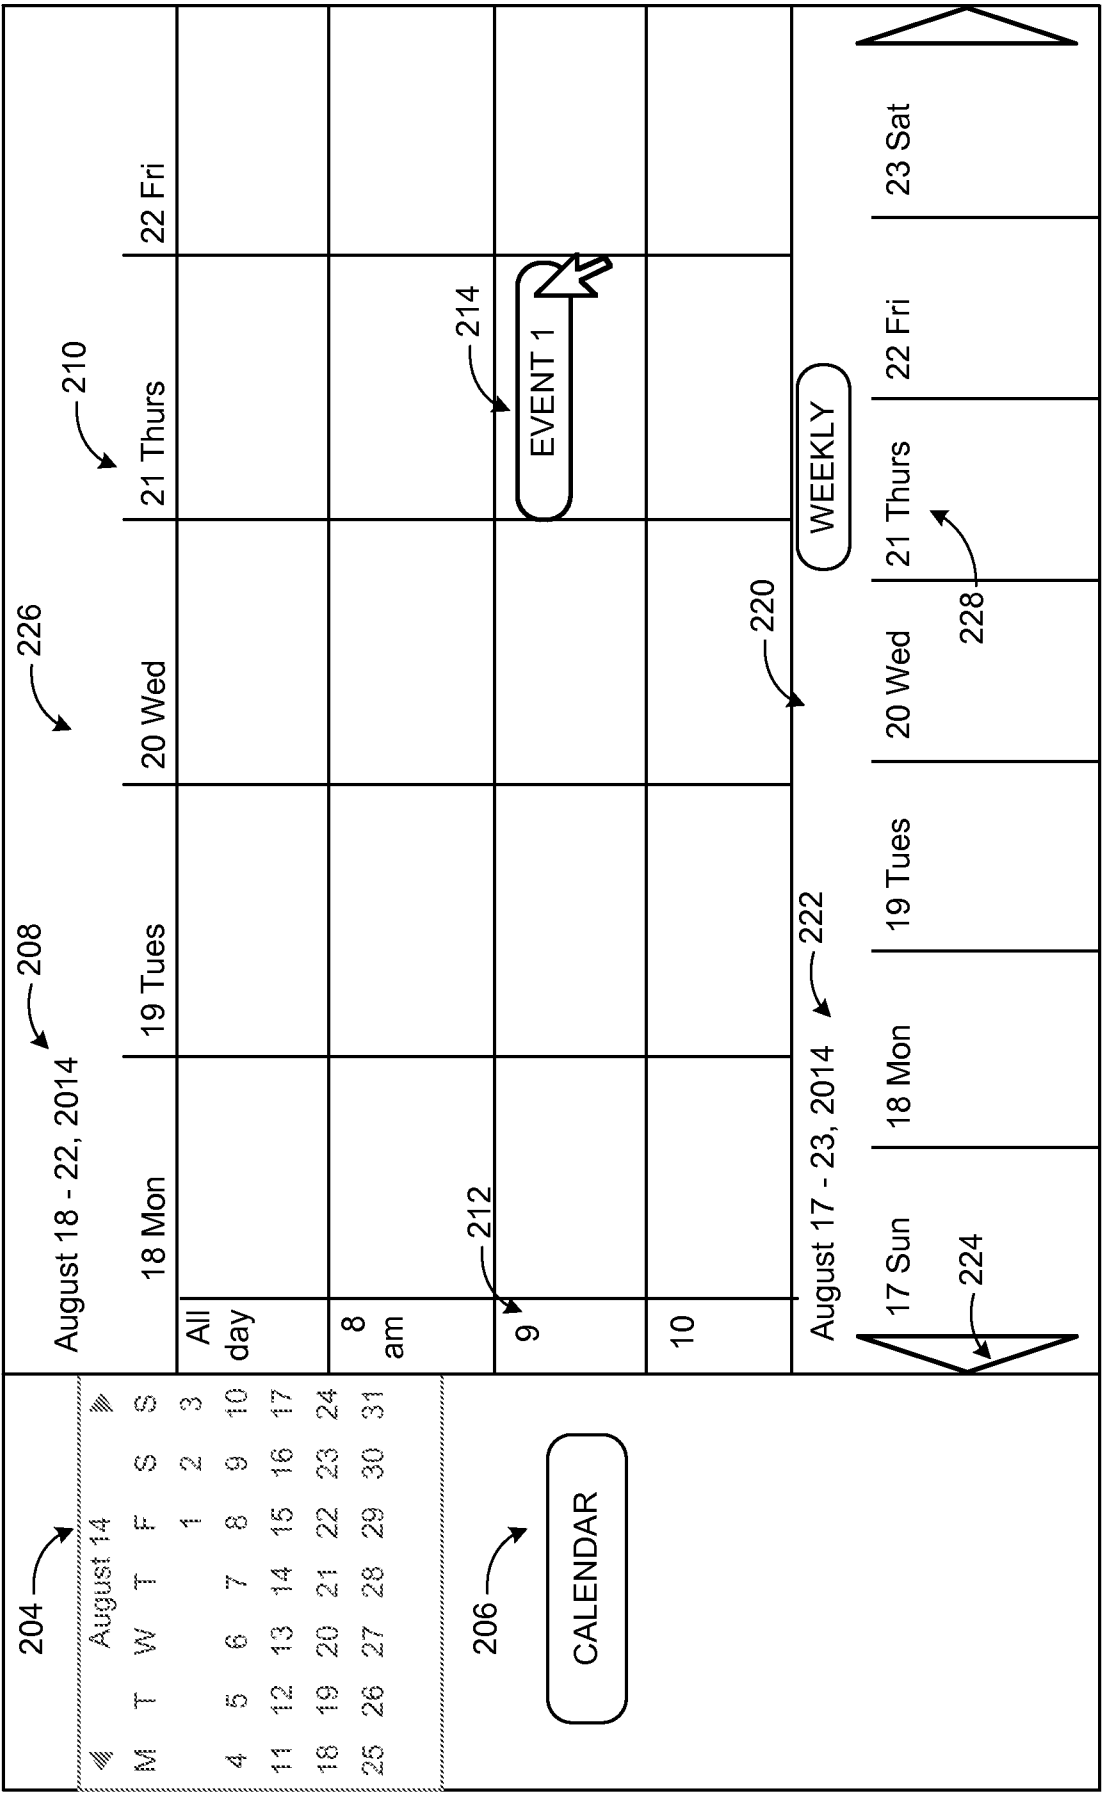 204
August 14
M T W T F S S
1 2 3
4 5 6 7 8 9 10
11 12 13 14 15 16 17
18 19 20 21 22 23 24
25 26 27 28 29 30 31
206
CALENDAR
208
226
August 18 - 22, 2014
210
18 Mon 19 Tues 20 Wed 21 Thurs 22 Fri
All
day
8
am
212
214
9
EVENT 1
10
220
222
August 17 - 23, 2014
WEEKLY
17 Sun 18 Mon 19 Tues 20 Wed 21 Thurs 22 Fri 23 Sat
224
228